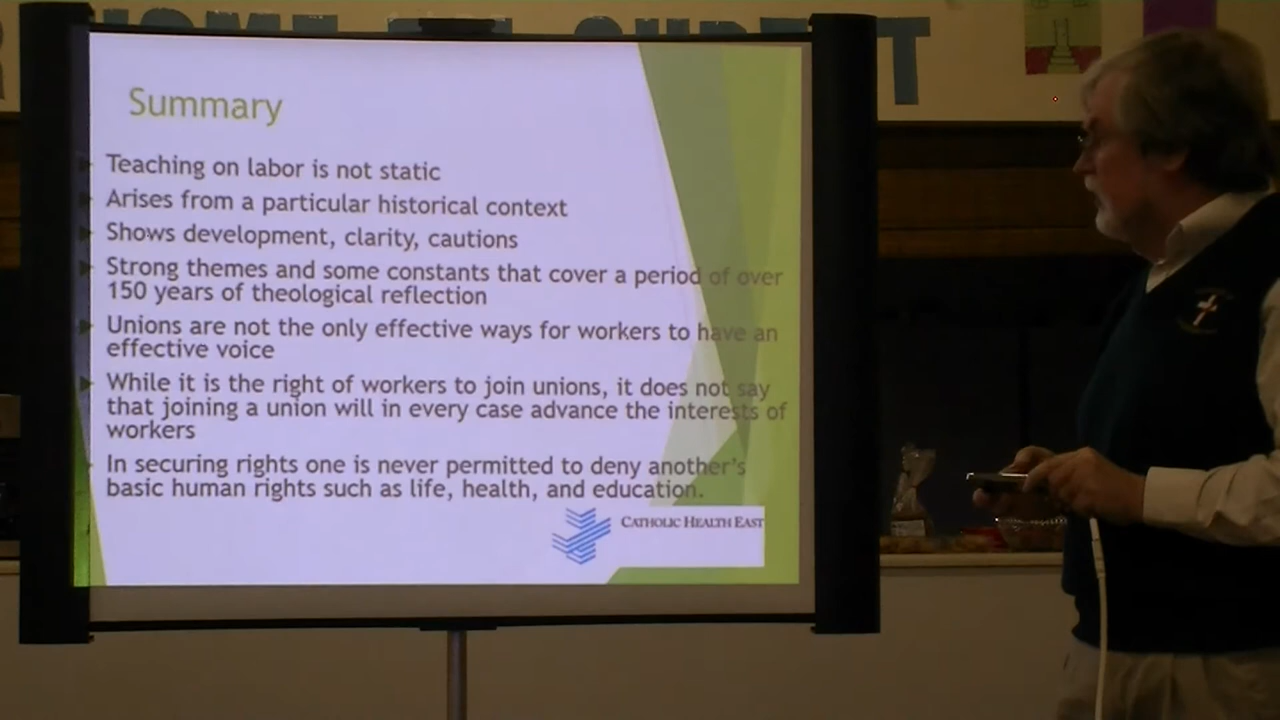 Summary
Teaching on labor is not static
Arises from a particular historical context
Shows development, clarity, cautions
Strong themes and some constants that cover a period of over
150 years of theological reflection
Unions are not the only effective ways for workers to have an
effective voice
While it is the right of workers to join unions, it does not say
that joining a union will in every case advance the interests of
workers
In securing rights one is never permitted to deny another's
basic human rights such as life, health, and education.
CATHOLIC HEALTH EAST